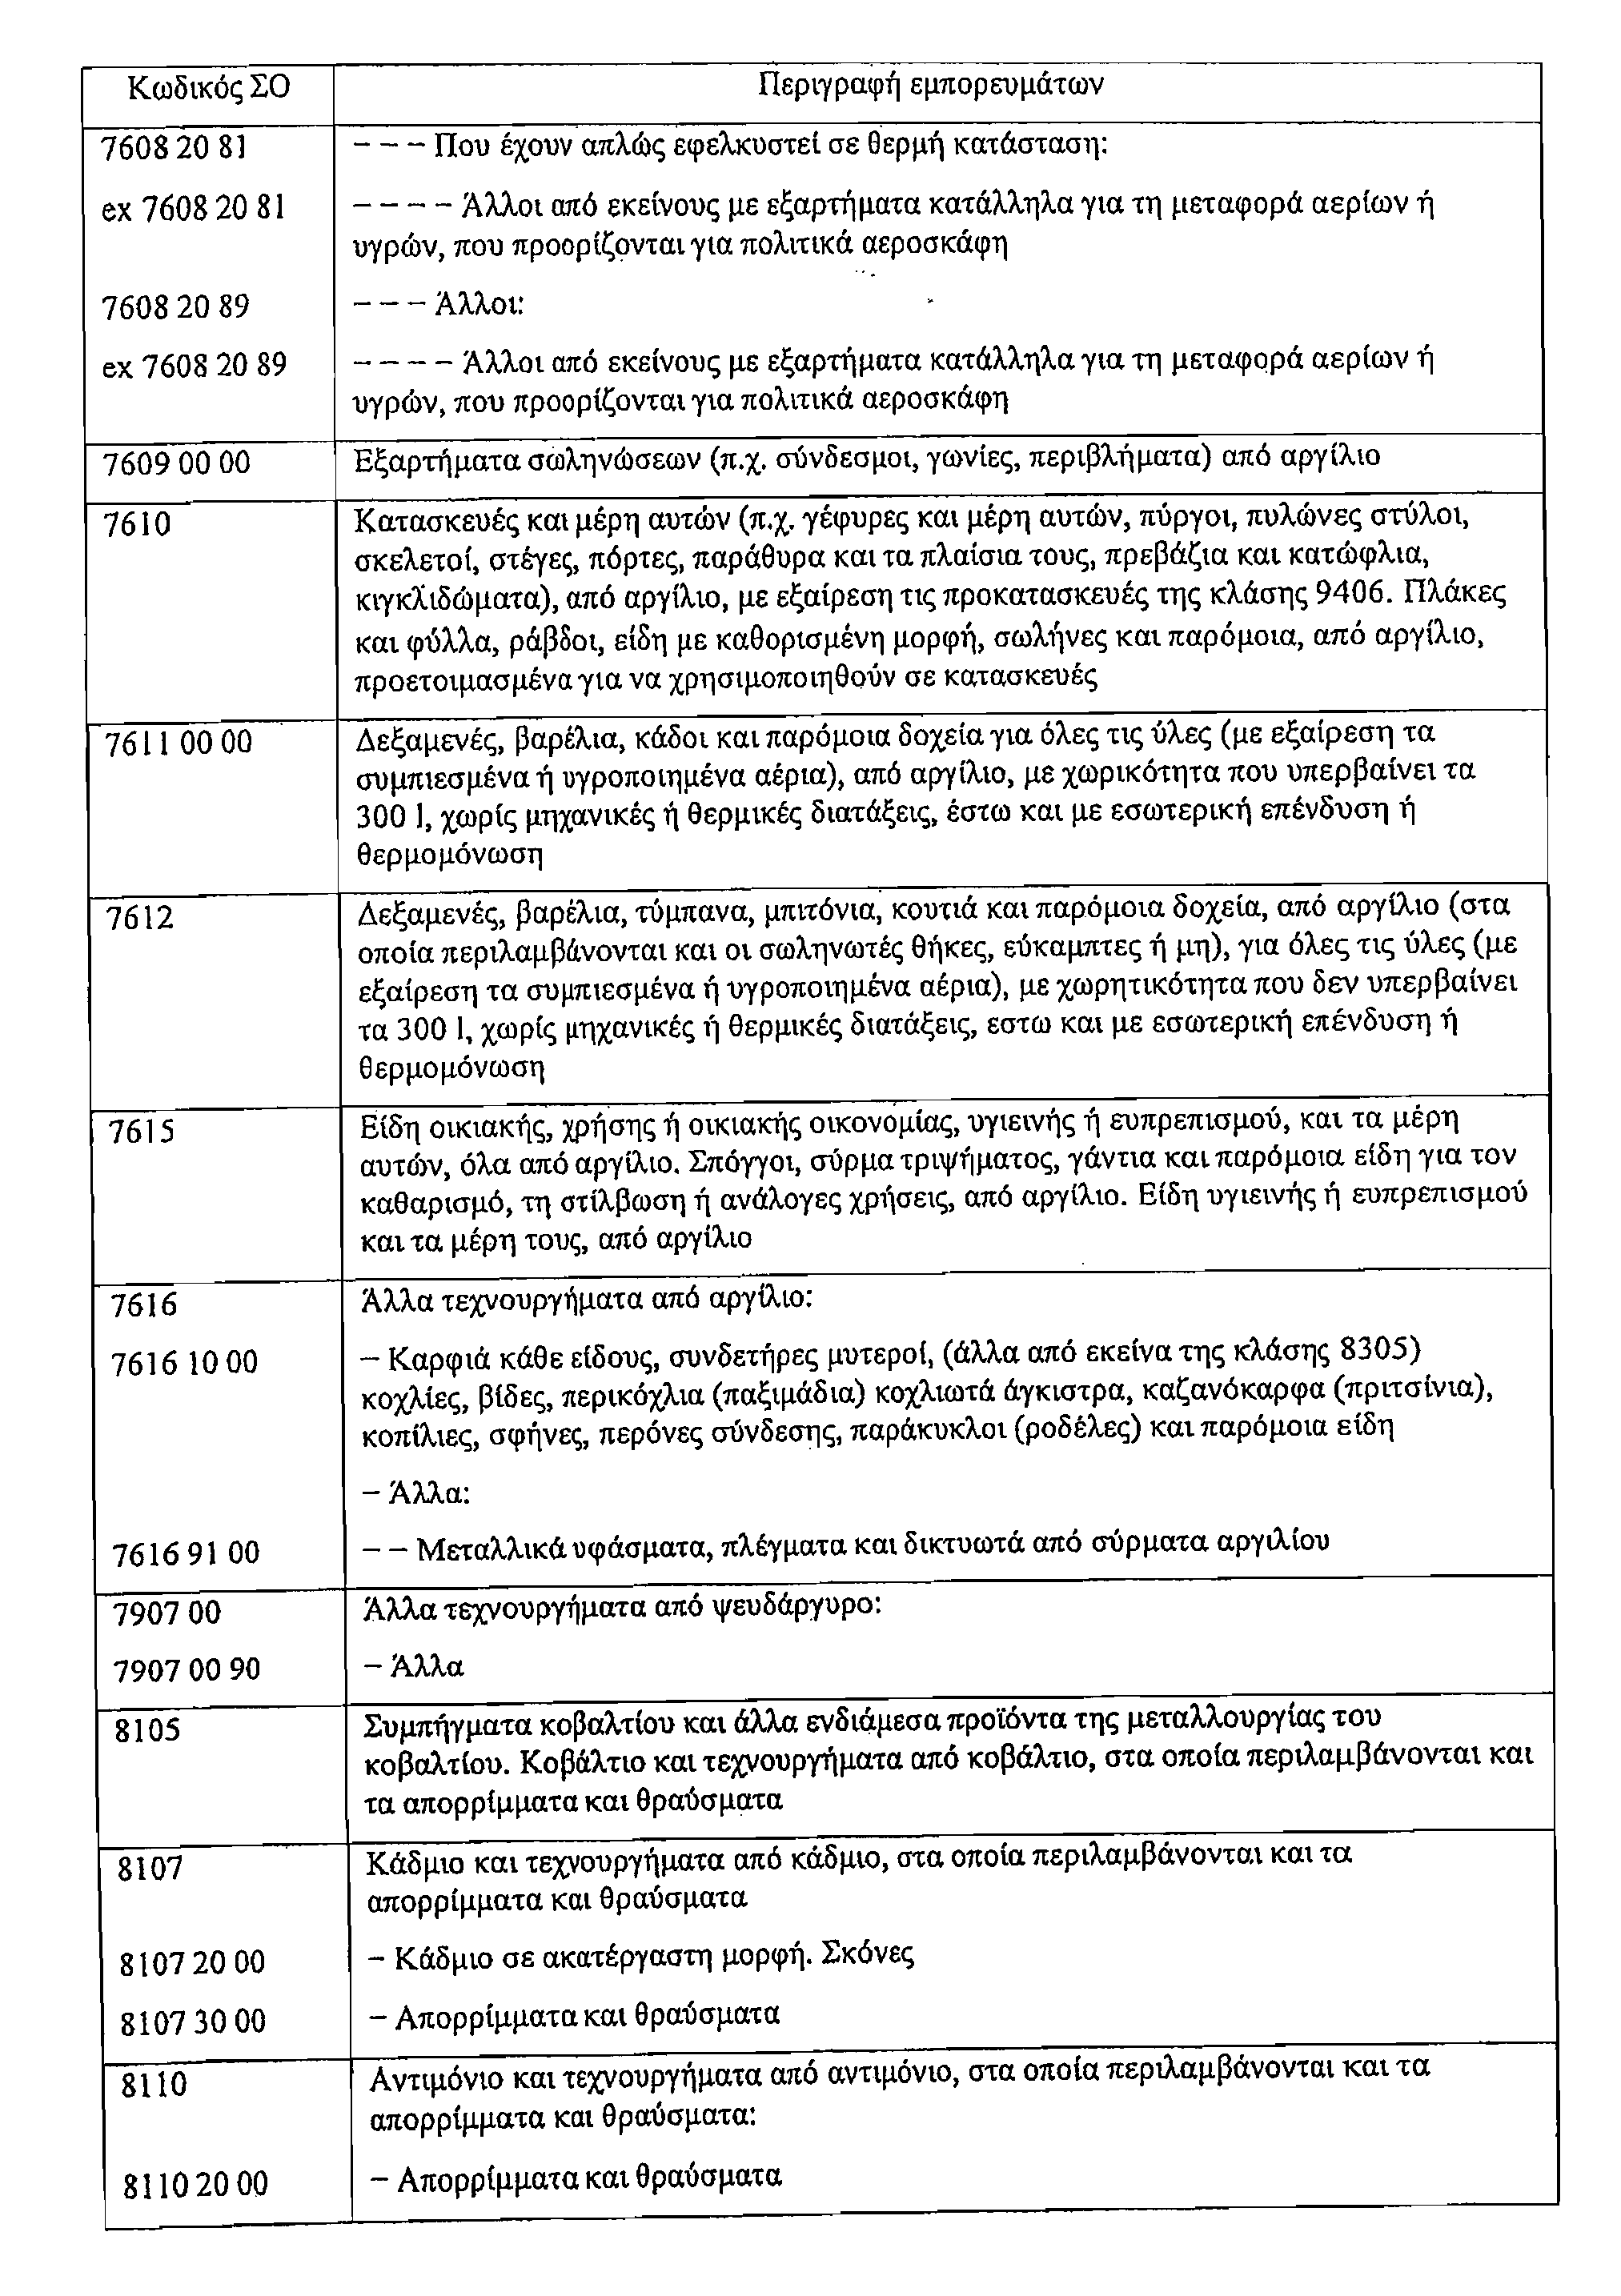 Κωδικός ΣΟ Περιγραφή εμπορευμάτων
7608 20 81 – – – Που έχουν απλώς εφελκυστεί σε θερμή κατάσταση:
ex 7608 20 81 – – – – Άλλοι από εκείνους με εξαρτήματα κατάλληλα για τη μεταφορά αερίων ή
υγρών, που προορίζονται για πολιτικά αεροσκάφη
7608 20 89 – – – Άλλοι:
ex 7608 20 89 – – – – Άλλοι από εκείνους με εξαρτήματα κατάλληλα για τη μεταφορά αερίων ή
υγρών, που προορίζονται για πολιτικά αεροσκάφη
7609 00 00 Εξαρτήματα σωληνώσεων (π.χ. σύνδεσμοι, γωνίες, περιβλήματα) από αργίλιο
7610 Κατασκευές και μέρη αυτών (π.χ. γέφυρες και μέρη αυτών, πύργοι, πυλώνες στύλοι,
σκελετοί, στέγες, πόρτες, παράθυρα και τα πλαίσια τους, πρεβάζια και κατώφλια,
κιγκλιδώματα), από αργίλιο, με εξαίρεση τις προκατασκευές της κλάσης 9406. Πλάκες
και φύλλα, ράβδοι, είδη με καθορισμένη μορφή, σωλήνες και παρόμοια, από αργίλιο,
προετοιμασμένα για να χρησιμοποιηθούν σε κατασκευές
7611 00 00 Δεξαμενές, βαρέλια, κάδοι και παρόμοια δοχεία για όλες τις ύλες (με εξαίρεση τα
συμπιεσμένα ή υγροποιημένα αέρια), από αργίλιο, με χωρικότητα που υπερβαίνει τα
300 l, χωρίς μηχανικές ή θερμικές διατάξεις, έστω και με εσωτερική επένδυση ή
θερμομόνωση
7612 Δεξαμενές, βαρέλια, τύμπανα, μπιτόνια, κουτιά και παρόμοια δοχεία, από αργίλιο (στα
οποία περιλαμβάνονται και οι σωληνωτές θήκες, εύκαμπτες ή μη), για όλες τις ύλες (με
εξαίρεση τα συμπιεσμένα ή υγροποιημένα αέρια), με χωρητικότητα που δεν υπερβαίνει
τα 300 l, χωρίς μηχανικές ή θερμικές διατάξεις, εστω και με εσωτερική επένδυση ή
θερμομόνωση
7615 Είδη οικιακής, χρήσης ή οικιακής οικονομίας, υγιεινής ή ευπρεπισμού, και τα μέρη
αυτών, όλα από αργίλιο. Σπόγγοι, σύρμα τριψήματος, γάντια και παρόμοια είδη για τον
καθαρισμό, τη στίλβωση ή ανάλογες χρήσεις, από αργίλιο. Είδη υγιεινής ή ευπρεπισμού
και τα μέρη τους, από αργίλιο
7616 Άλλα τεχνουργήματα από αργίλιο:
7616 10 00 – Καρφιά κάθε είδους, συνδετήρες μυτεροί, (άλλα από εκείνα της κλάσης 8305)
κοχλίες, βίδες, περικόχλια (παξιμάδια) κοχλιωτά άγκιστρα, καζανόκαρφα (πριτσίνια),
κοπίλιες, σφήνες, περόνες σύνδεσης, παράκυκλοι (ροδέλες) και παρόμοια είδη
– Άλλα:
7616 91 00 – – Μεταλλικά υφάσματα, πλέγματα και δικτυωτά από σύρματα αργιλίου
7907 00 Άλλα τεχνουργήματα από ψευδάργυρο:
7907 00 90 – Άλλα
8105 Συμπήγματα κοβαλτίου και άλλα ενδιάμεσα προϊόντα της μεταλλουργίας του
κοβαλτίου. Κοβάλτιο και τεχνουργήματα από κοβάλτιο, στα οποία περιλαμβάνονται και
τα απορρίμματα και θραύσματα
8107 Κάδμιο και τεχνουργήματα από κάδμιο, στα οποία περιλαμβάνονται και τα
απορρίμματα και θραύσματα
8107 20 00 – Κάδμιο σε ακατέργαστη μορφή. Σκόνες
8107 30 00 – Απορρίμματα και θραύσματα
8110 Αντιμόνιο και τεχνουργήματα από αντιμόνιο, στα οποία περιλαμβάνονται και τα
απορρίμματα και θραύσματα:
8110 20 00 – Απορρίμματα και θραύσματα